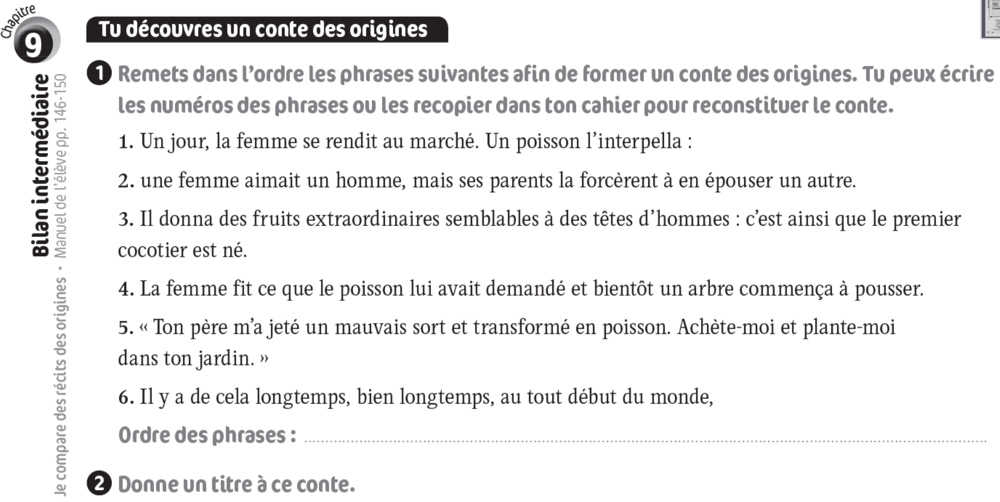 Chapitre
9
Bilan intermédiaire
Je compare des récits des origines • Manuel de l'élève pp. 146-150
Tu découvres un conte des origines
1 Remets dans l'ordre les phrases suivantes afin de former un conte des origines. Tu peux écrire
les numéros des phrases ou les recopier dans ton cahier pour reconstituer le conte.
1. Un jour, la femme se rendit au marché. Un poisson l'interpella :
2. une femme aimait un homme, mais ses parents la forcèrent à en épouser un autre.
3. Il donna des fruits extraordinaires semblables à des têtes d'hommes : c'est ainsi que le premier
cocotier est né.
4. La femme fit ce que le poisson lui avait demandé et bientôt un arbre commença à pousser.
5. « Ton père m'a jeté un mauvais sort et transformé en poisson. Achète-moi et plante-moi
dans ton jardin. »
6. Il y a de cela longtemps, bien longtemps, au tout début du monde,
Ordre des phrases :
2 Donne un titre à ce conte.